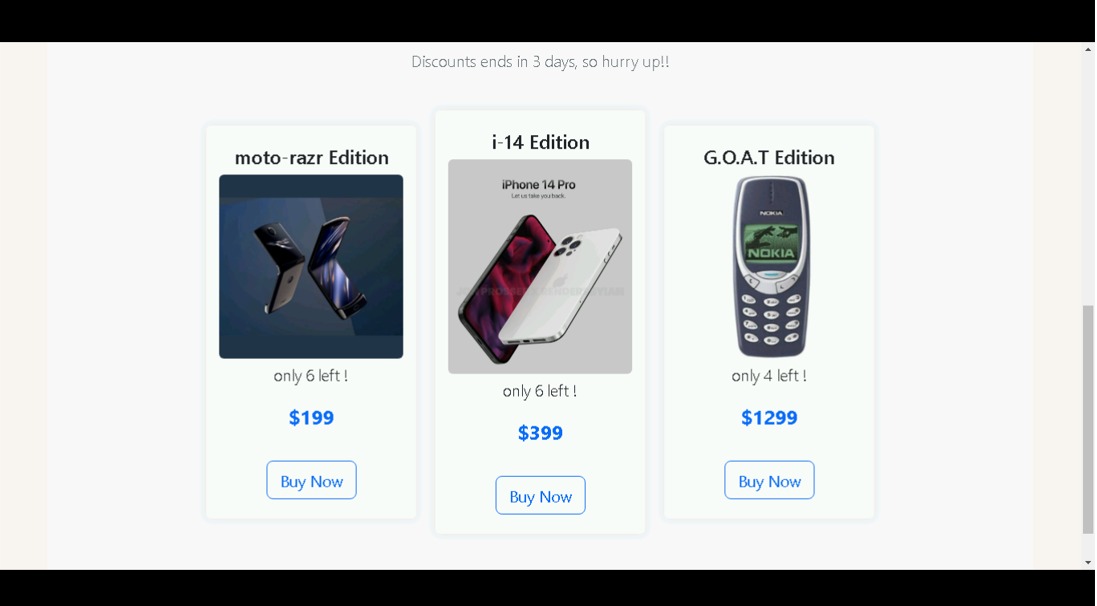 Discounts ends in 3 days, so hurry up!!
moto-razr Edition
only 6 left !
$199
Buy Now
i-14 Edition
iPhone 14 Pro
Let us take you back.
only 6 left !
$399
Buy Now
G.O.A.T Edition
NOKIA
NOKIA
only 4 left !
$1299
Buy Now